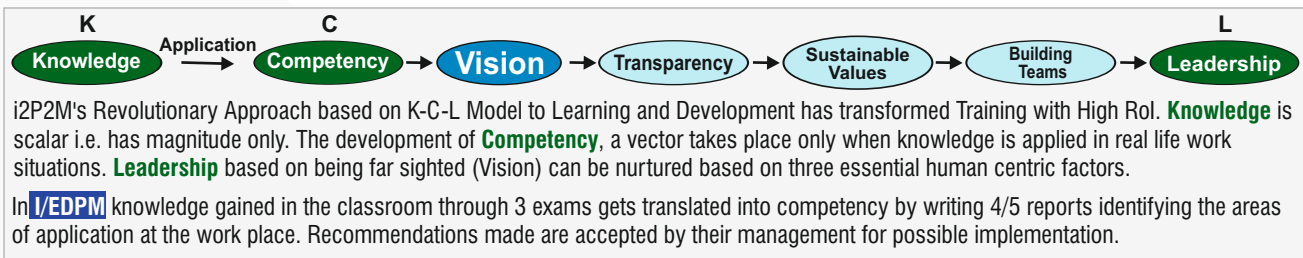 K C L
Knowledge Application Competency Vision Transparency Sustainable Values Building Teams Leadership
i2P2M's Revolutionary Approach based on K-C-L Model to Learning and Development has transformed Training with High RoI. Knowledge is
scalar i.e. has magnitude only. The development of Competency, a vector takes place only when knowledge is applied in real life work
situations. Leadership based on being far sighted (Vision) can be nurtured based on three essential human centric factors.
In I/EDPM knowledge gained in the classroom through 3 exams gets translated into competency by writing 4/5 reports identifying the areas
of application at the work place. Recommendations made are accepted by their management for possible implementation.